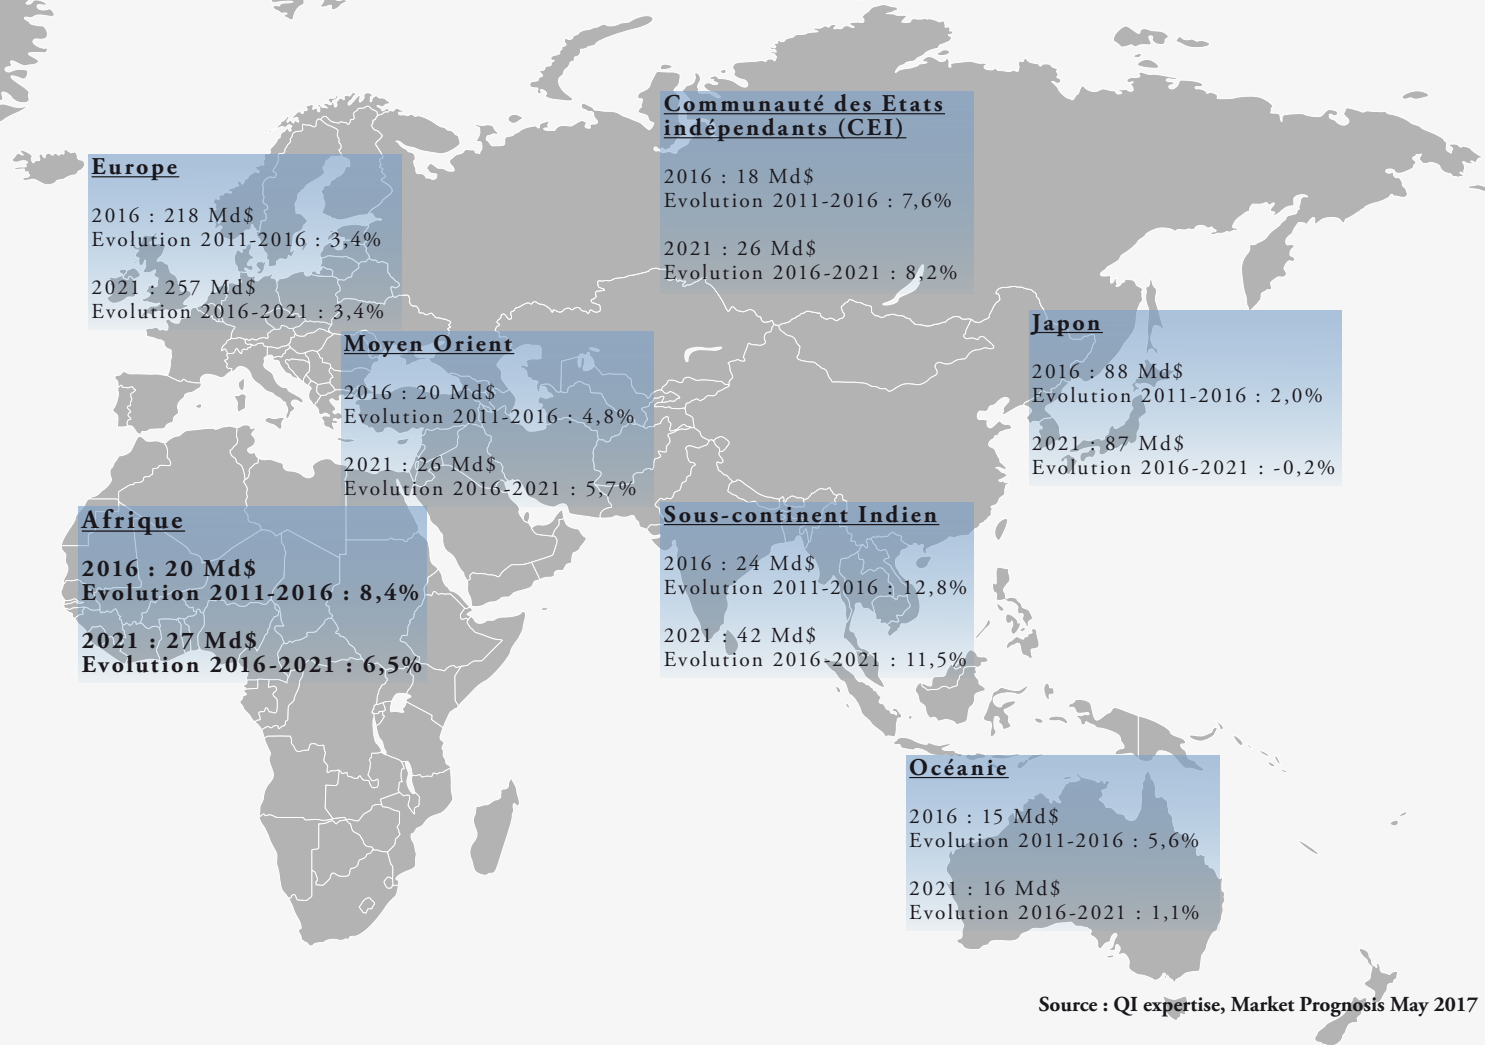 Communauté des Etats
indépendants (CEI)
2016 : 18 Md$
Evolution 2011-2016 : 7,6%
2021 : 26 Md$
Evolution 2016-2021 : 8,2%
Europe
2016 : 218 Md$
Evolution 2011-2016 : 3,4%
2021 : 257 Md$
Evolution 2016-2021 : 3,4%
Japon
2016 : 88 Md$
Evolution 2011-2016 : 2,0%
2021 : 87 Md$
Evolution 2016-2021 : -0,2%
Moyen Orient
2016 : 20 Md$
Evolution 2011-2016 : 4,8%
2021 : 26 Md$
Evolution 2016-2021 : 5,7%
Afrique
2016 : 20 Md$
Evolution 2011-2016 : 8,4%
2021 : 27 Md$
Evolution 2016-2021 : 6,5%
Sous-continent Indien
2016 : 24 Md$
Evolution 2011-2016 : 12,8%
2021 : 42 Md$
Evolution 2016-2021 : 11,5%
Océanie
2016 : 15 Md$
Evolution 2011-2016 : 5,6%
2021 : 16 Md$
Evolution 2016-2021 : 1,1%
Source : QI expertise, Market Prognosis May 2017